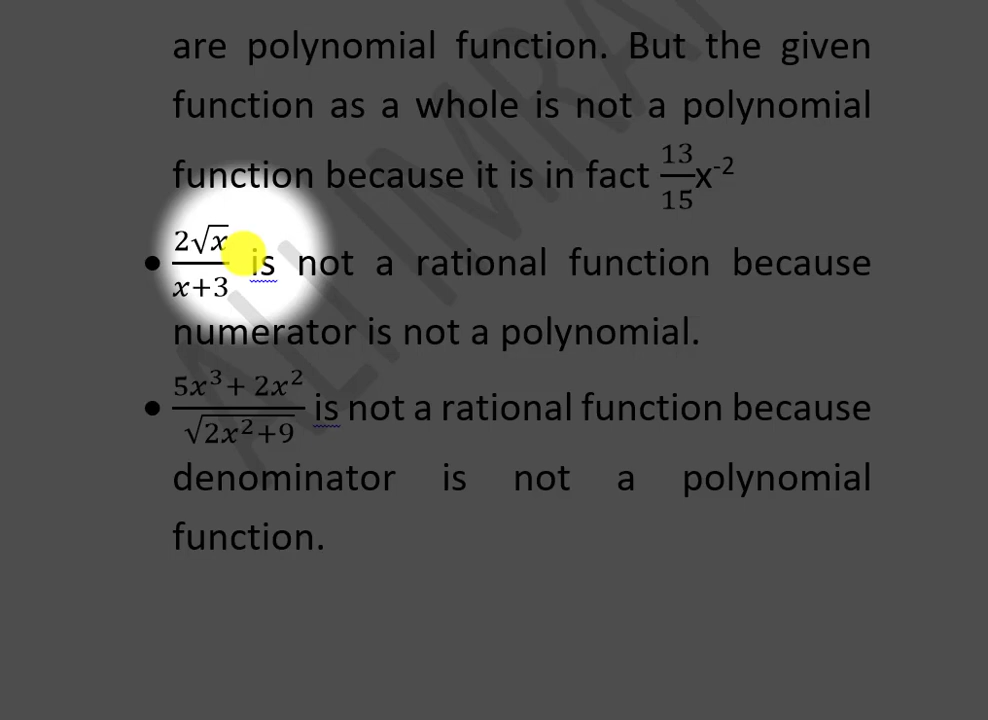 are polynomial function. But the given
function as a whole is not a polynomial
function because it is in fact 13/15 x⁻²
• 2√x/x+3 is not a rational function because
numerator is not a polynomial.
• 5x³+ 2x²/√2x²+9 is not a rational function because
denominator is not a polynomial
function.
ALI IMRAN